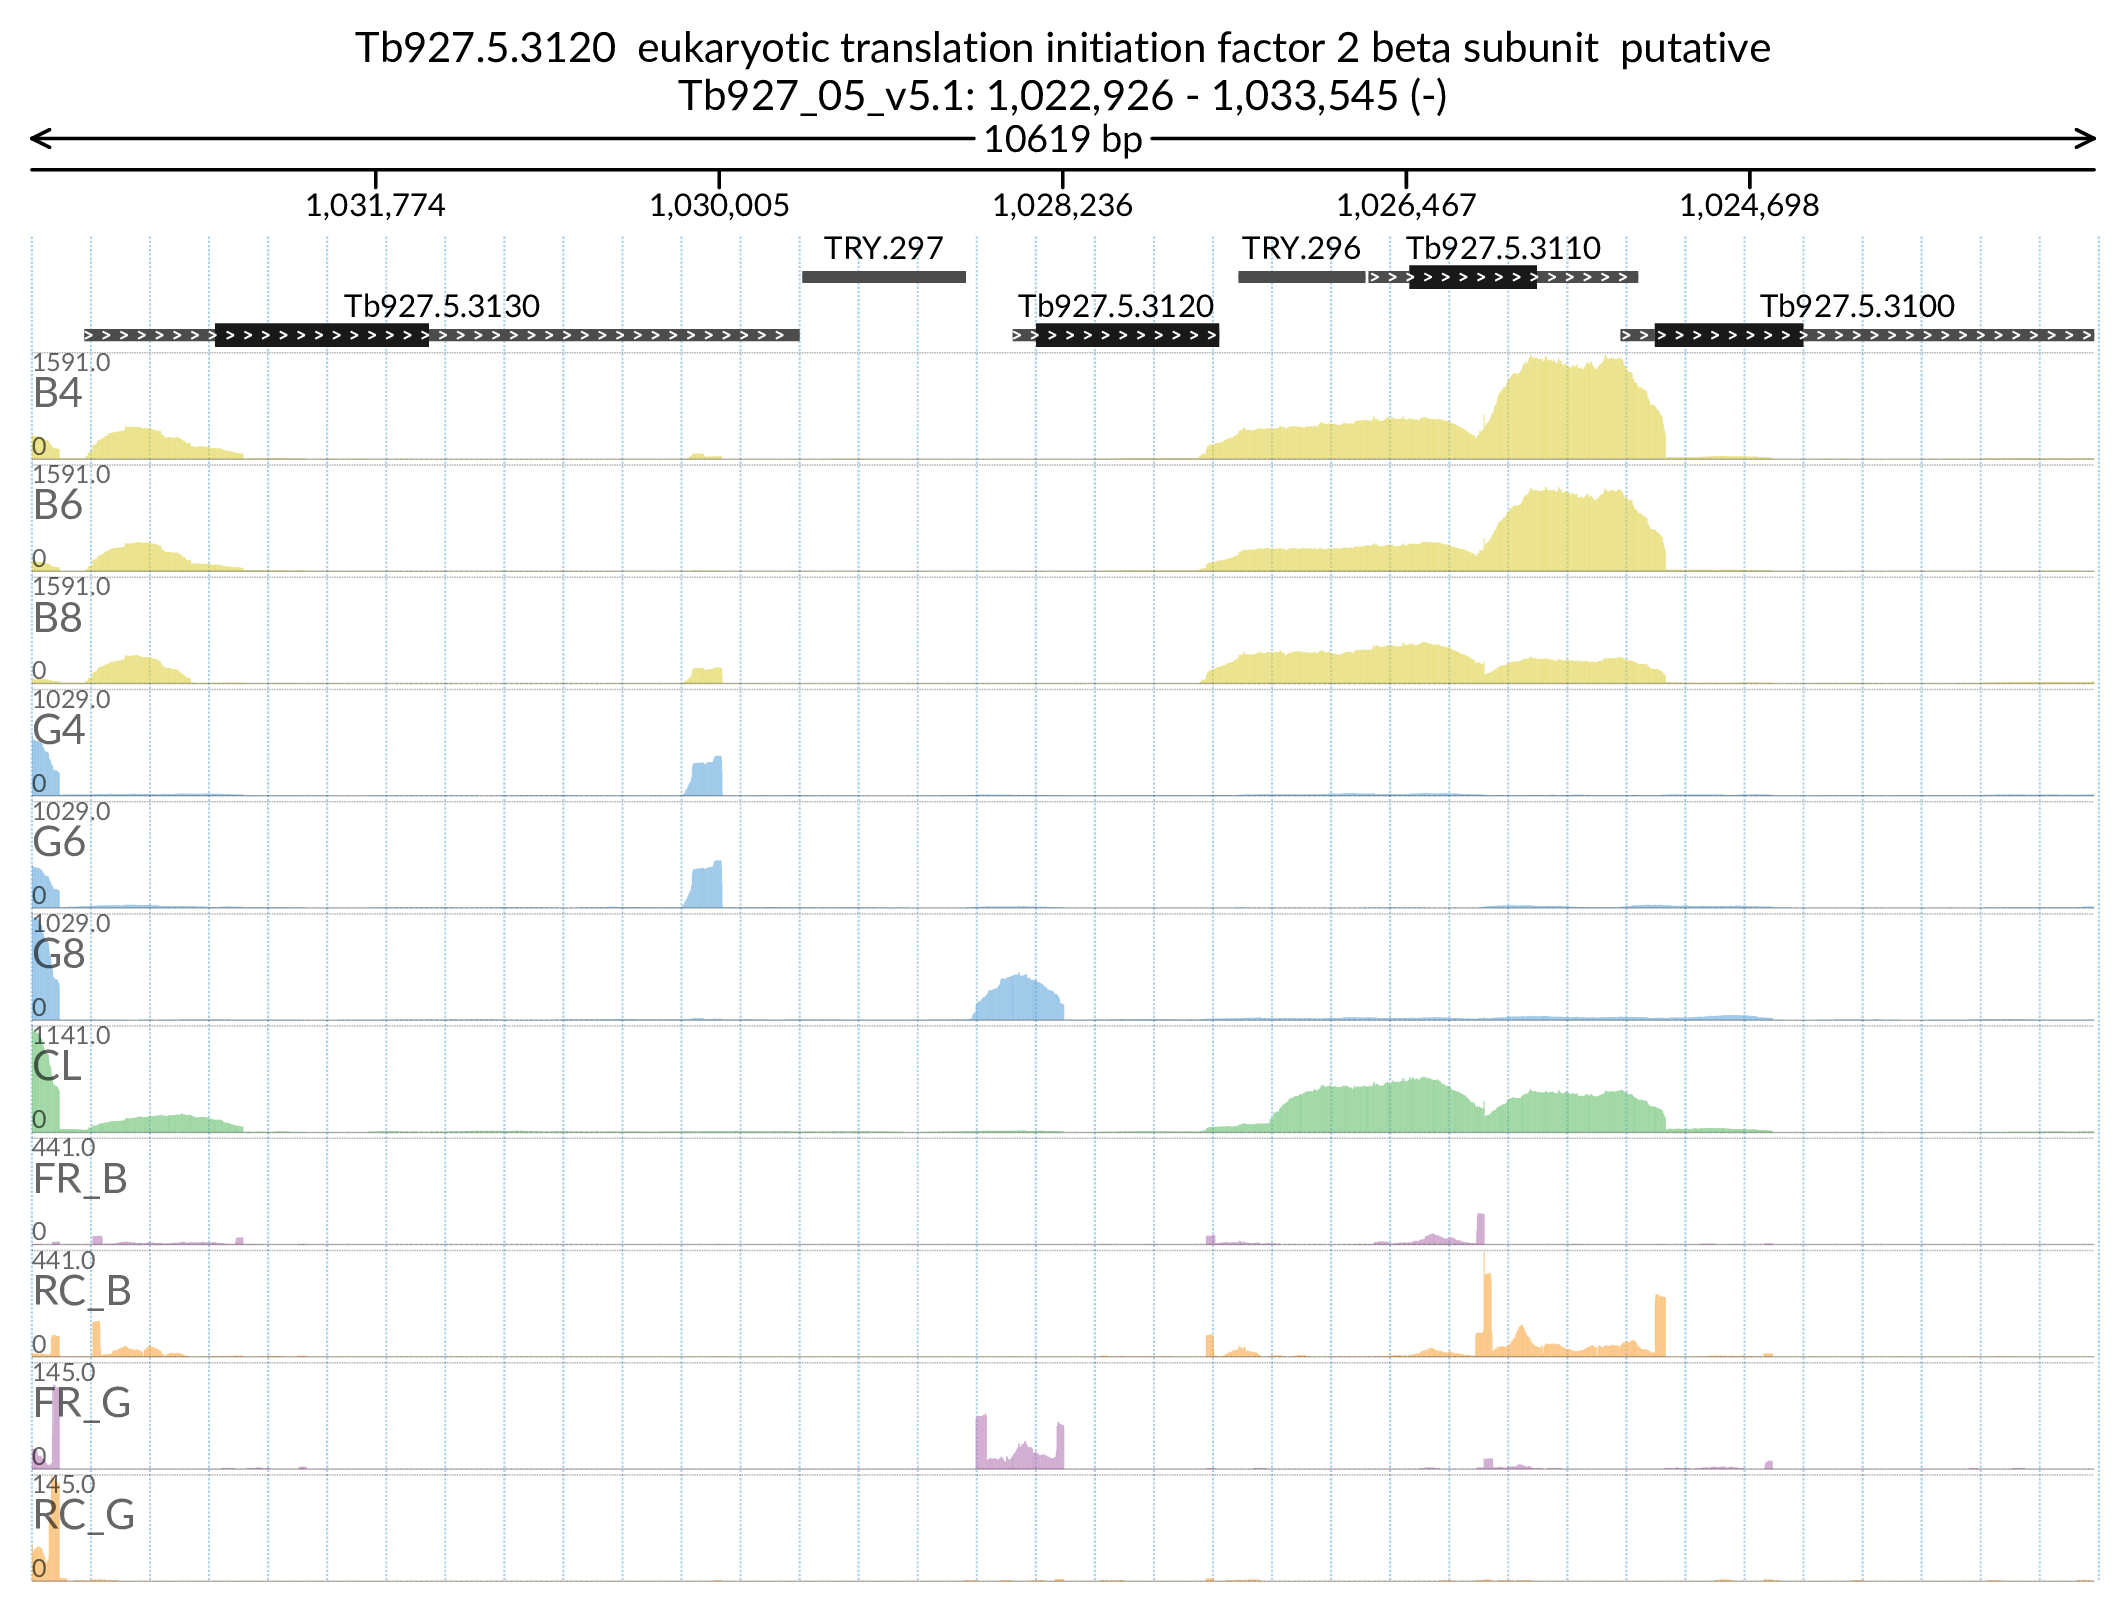 Tb927.5.3120 eukaryotic translation initiation factor 2 beta subunit putative
Tb927_05_v5.1: 1,022,926 - 1,033,545 (-)
10619 bp
1,031,774 1,030,005 1,028,236 1,026,467 1,024,698
TRY.297 TRY.296 Tb927.5.3110
Tb927.5.3130 Tb927.5.3120 Tb927.5.3100
1591.0
B4
0
1591.0
B6
0
1591.0
B8
0
1029.0
G4
0
1029.0
G6
0
1029.0
G8
0
1141.0
CL
0
441.0
FR_B
0
441.0
RC_B
0
145.0
FR_G
0
145.0
RC_G
0